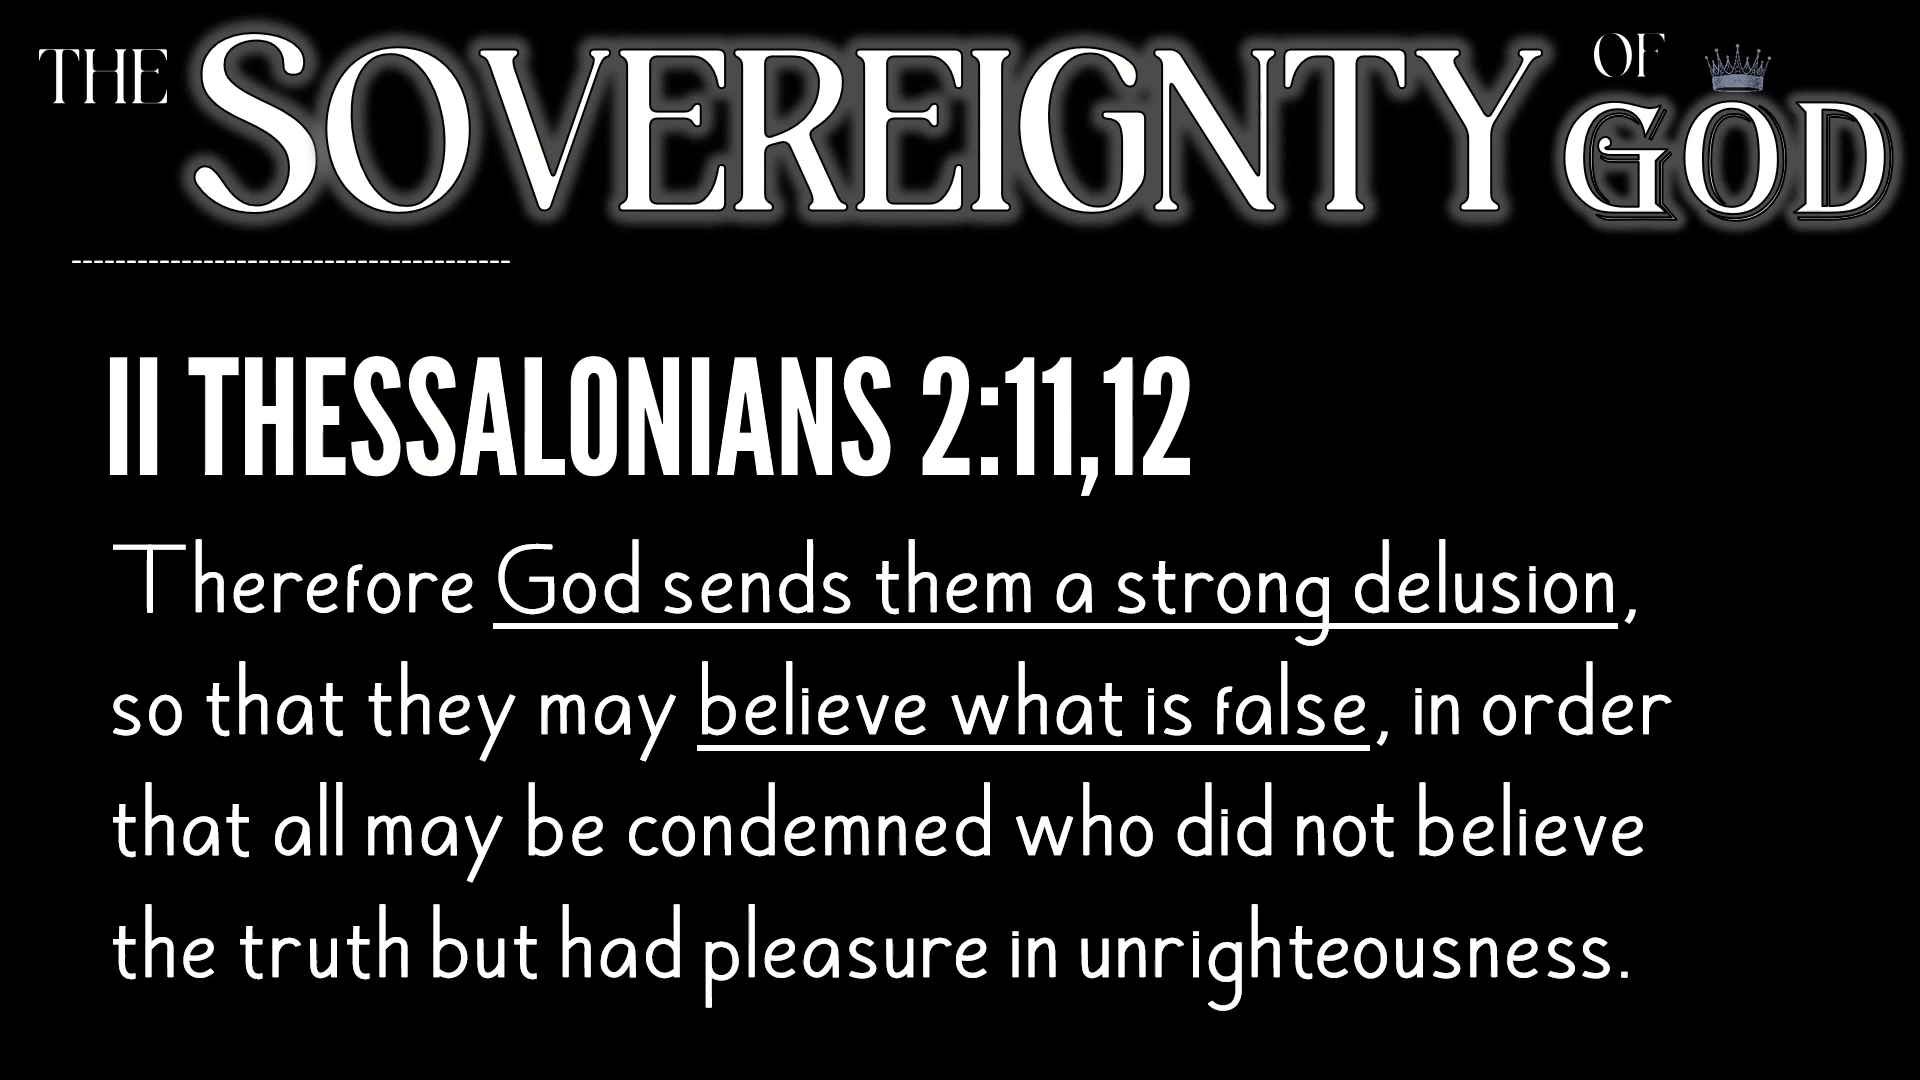 THE SOVEREIGNTY OF GOD
----------------------------------------
II THESSALONIANS 2:11,12
Therefore God sends them a strong delusion,
so that they may believe what is false, in order
that all may be condemned who did not believe
the truth but had pleasure in unrighteousness.